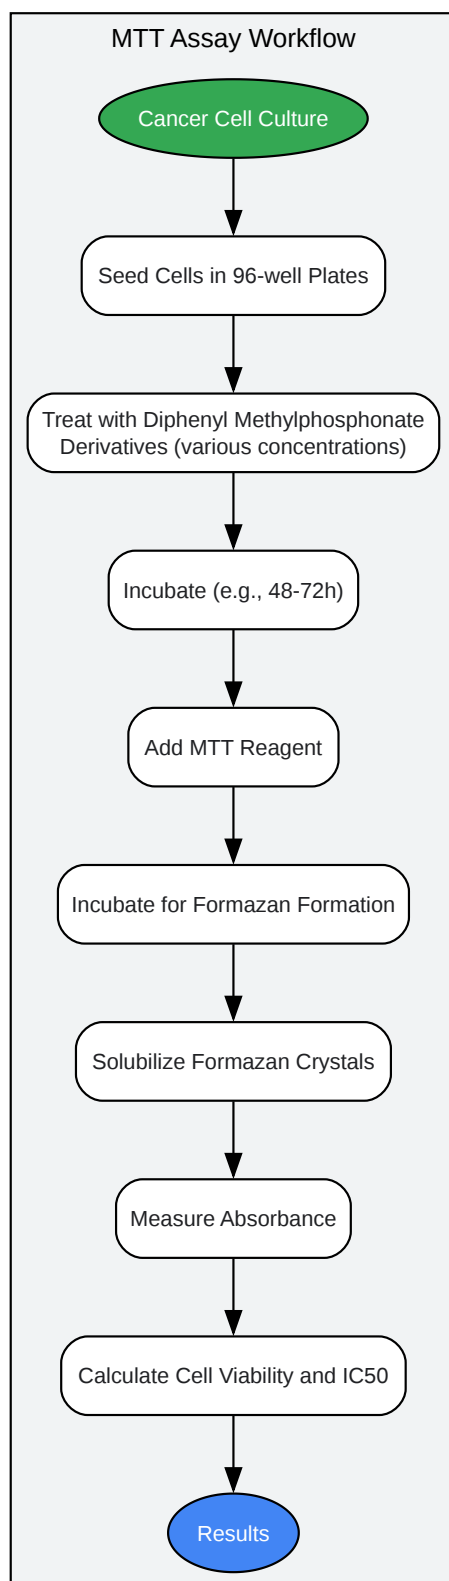 MTT Assay Workflow
Cancer Cell Culture
Seed Cells in 96-well Plates
Treat with Diphenyl Methylphosphonate
Derivatives (various concentrations)
Incubate (e.g., 48-72h)
Add MTT Reagent
Incubate for Formazan Formation
Solubilize Formazan Crystals
Measure Absorbance
Calculate Cell Viability and IC50
Results